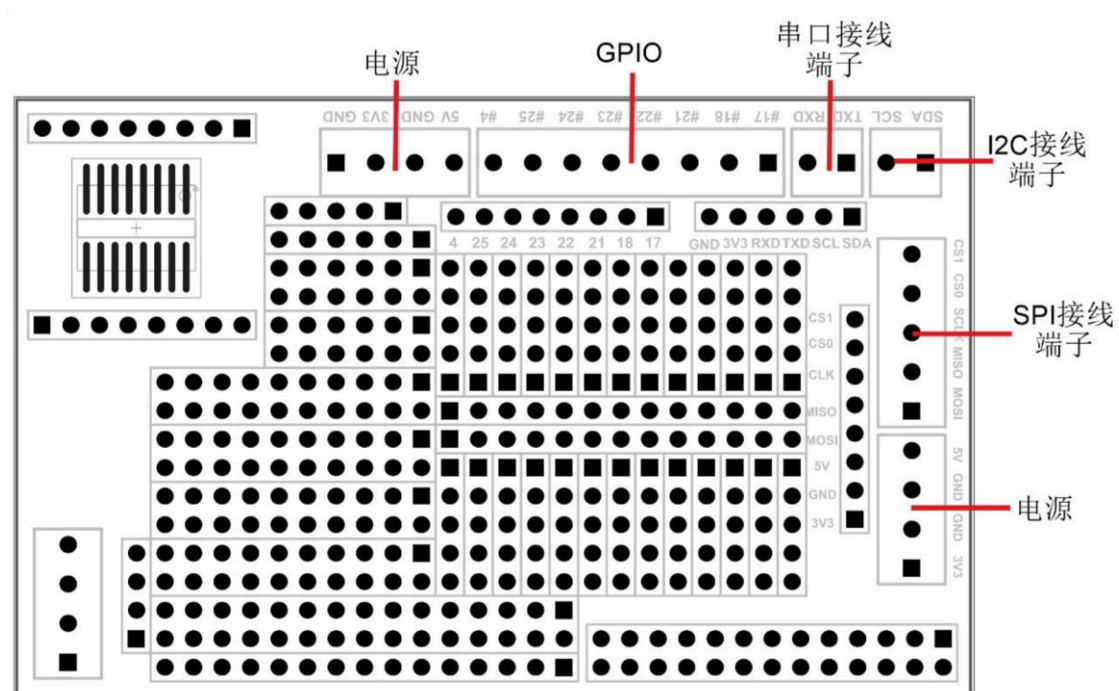 电源
GPIO
串口接线
端子
GND 3V3 GND 5V
#4 #25 #24 #23 #22 #21 #18 #17
RXD TXD
SCL SDA
I2C接线
端子
4 25 24 23 22 21 18 17
GND 3V3 RXD TXD SCL SDA
CS1
CS0
CLK
MISO
MOSI
5V
GND
3V3
CS1 CS0 SCLK MISO MOSI
SPI接线
端子
5V GND GND 3V3
电源